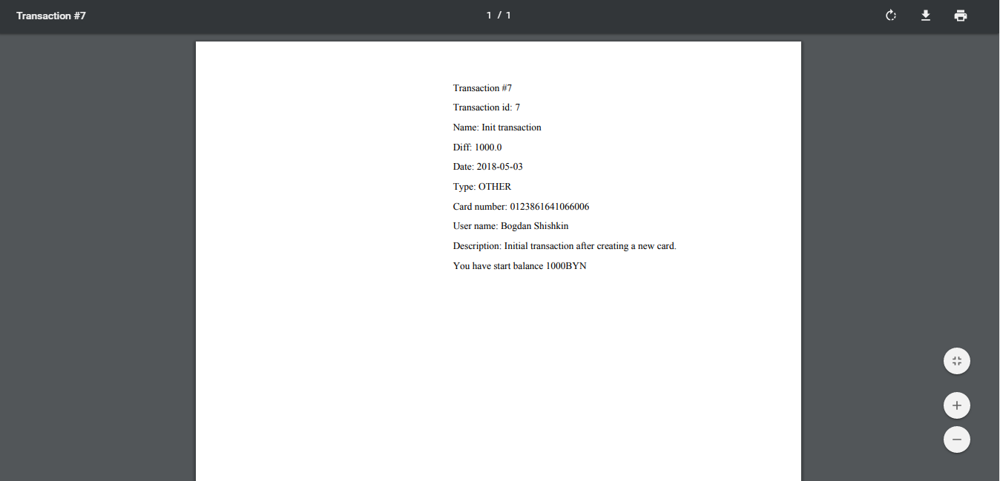 Transaction #7
1 / 1
Transaction #7
Transaction id: 7
Name: Init transaction
Diff: 1000.0
Date: 2018-05-03
Type: OTHER
Card number: 0123861641066006
User name: Bogdan Shishkin
Description: Initial transaction after creating a new card.
You have start balance 1000BYN